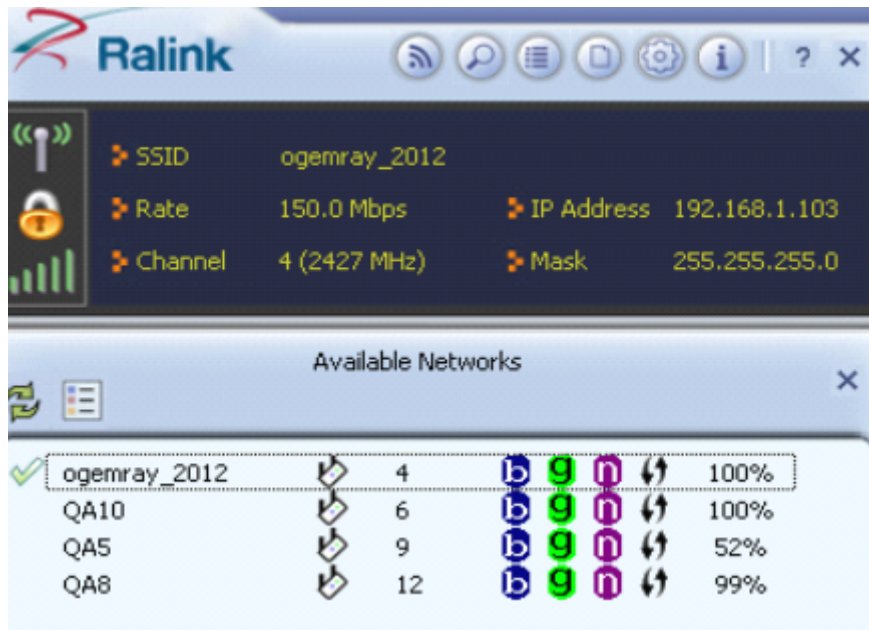 Ralink
i ? ×
SSID ogemray_2012
Rate 150.0 Mbps IP Address 192.168.1.103
Channel 4 (2427 MHz) Mask 255.255.255.0
Available Networks ×
ogemray_2012 4 b g n 100%
QA10 6 b g n 100%
QA5 9 b g n 52%
QA8 12 b g n 99%